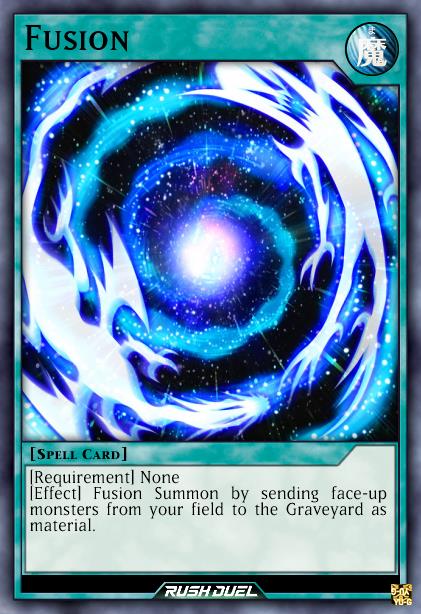 Fusion
ま
魔
[Spell Card]
[Requirement] None
[Effect] Fusion Summon by sending face-up
monsters from your field to the Graveyard as
material.
RUSH DUEL